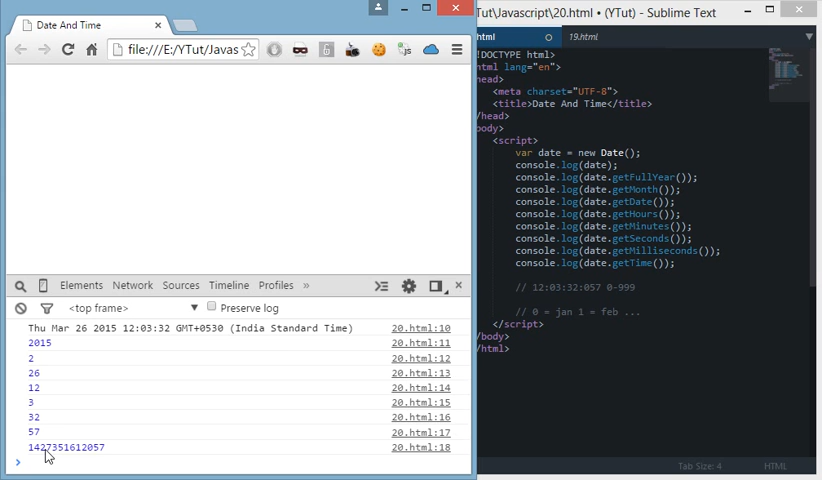 Date And Time
Tut\Javascript\20.html • (YTut) - Sublime Text
file:///E:/YTut/Javas
js
html
19.html
!DOCTYPE html>
html lang="en">
head>
<meta charset="UTF-8">
<title>Date And Time</title>
/head>
body>
<script>
var date = new Date();
console.log(date);
console.log(date.getFullYear());
console.log(date.getMonth());
console.log(date.getDate());
console.log(date.getHours());
console.log(date.getMinutes());
console.log(date.getSeconds());
console.log(date.getMilliseconds());
console.log(date.getTime());
// 12:03:32:057 0-999
// 0 = jan 1 = feb ...
</script>
/body>
/html>
Elements Network Sources Timeline Profiles »
<top frame> Preserve log
Thu Mar 26 2015 12:03:32 GMT+0530 (India Standard Time) 20.html:10
2015 20.html:11
2 20.html:12
26 20.html:13
12 20.html:14
3 20.html:15
32 20.html:16
57 20.html:17
1427351612057 20.html:18
>
Tab Size: 4 HTML